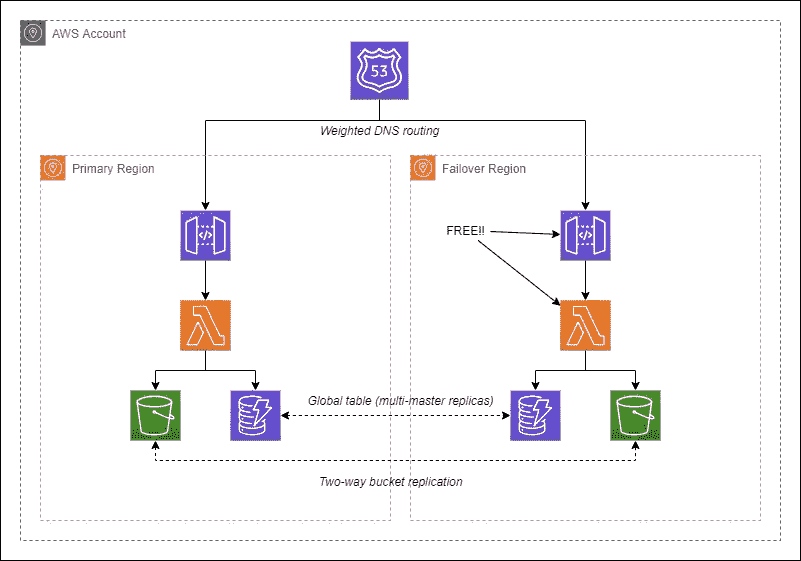 AWS Account
53
Weighted DNS routing
Primary Region
Failover Region
</>
FREE!!
</>
Global table (multi-master replicas)
Two-way bucket replication